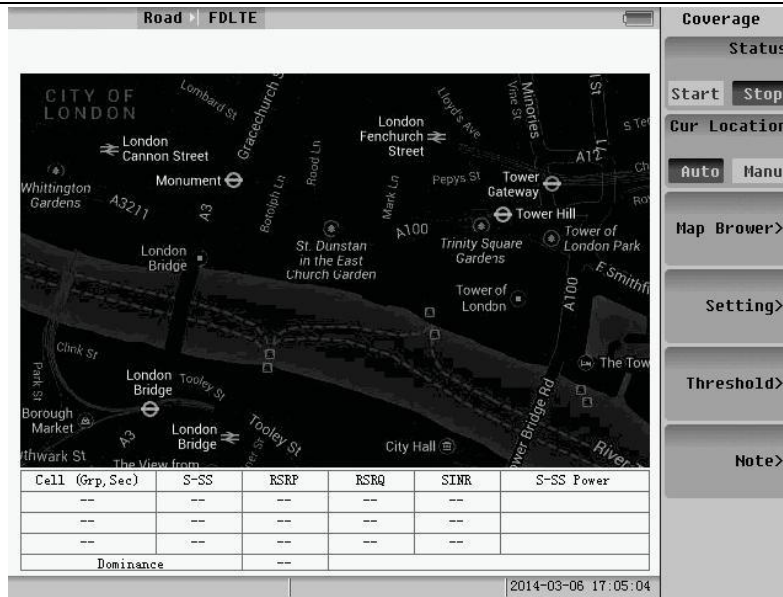 Road FDLTE
Coverage
Status
Start Stop
Cur Location
Auto Manu
Map Brower>
Setting>
Threshold>
Note>
CITY OF
LONDON
Lombard St
Gracechurch S
London
Cannon Street
London
Fenchurch
Street
Lloyd's Ave
Vine St
Minories
A1211
Whittington
Gardens
Monument
Rood Ln
Mark Ln
Pepys St
Tower
Gateway
A3211
A3
Botolph Ln
Tower Hill
London
Bridge
St. Dunstan
in the East
Church Garden
A100
Trinity Square
Gardens
Tower of
London Park
E Smithfi
Tower of
London
A100
Clink St
Park St
London
Bridge
Tooley St
The Tow
Borough
Market
A3
London
Bridge
Tooley St
City Hall
wer Bridge Rd
River
thwark St
The View from
Cell (Grp,Sec) S-SS RSRP RSRQ SINR S-SS Power
-- -- -- -- --
-- -- -- -- --
-- -- -- -- --
Dominance --
2014-03-06 17:05:04